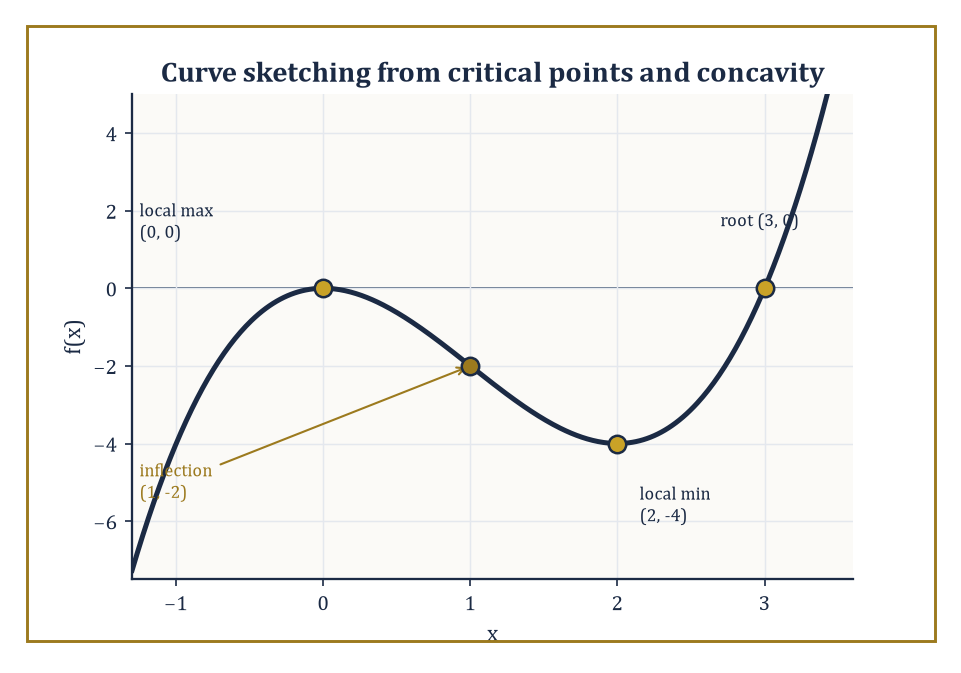 Curve sketching from critical points and concavity
4
2
0
−2
−4
−6
f(x)
local max
(0, 0)
root (3, 0)
inflection
(1, -2)
local min
(2, -4)
−1
0
1
2
3
x